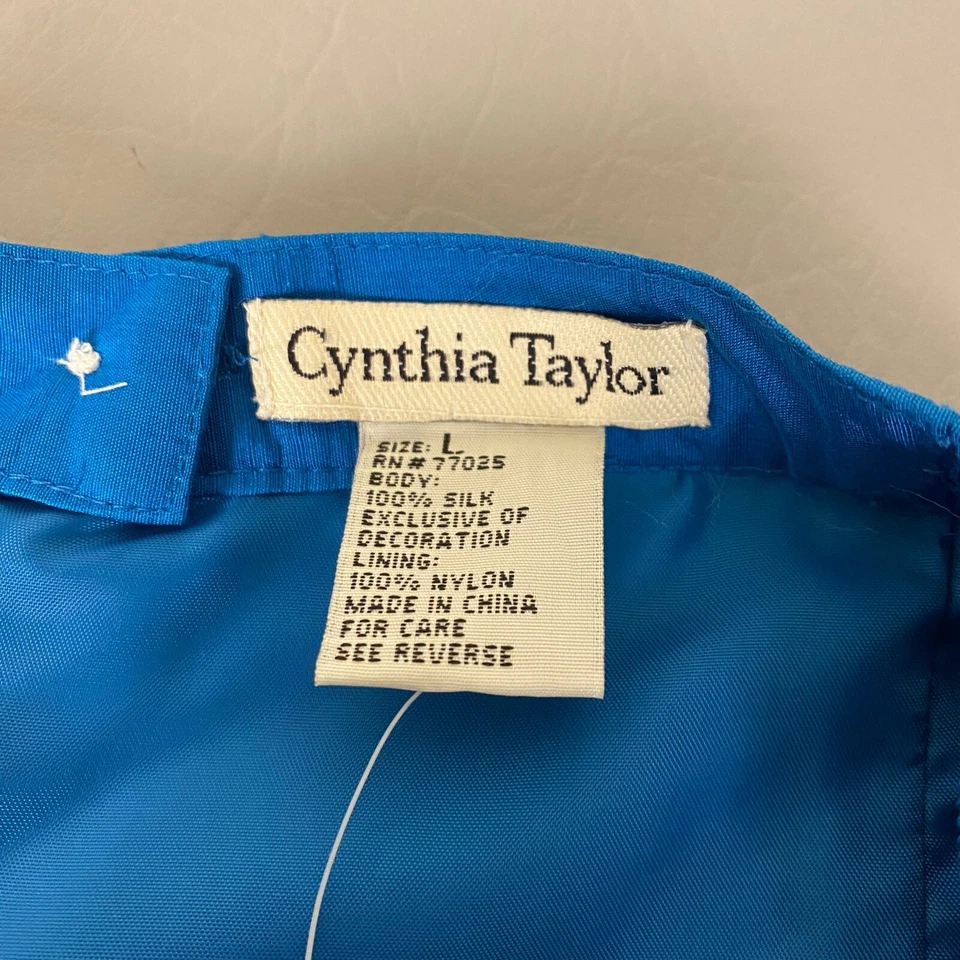 Cynthia Taylor
SIZE: L
RN # 77025
BODY:
100% SILK
EXCLUSIVE OF
DECORATION
LINING:
100% NYLON
MADE IN CHINA
FOR CARE
SEE REVERSE